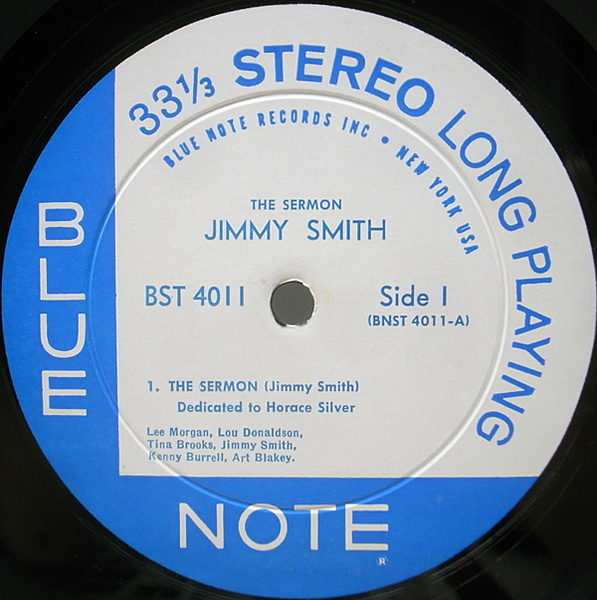 33⅓ STEREO LONG PLAYING
BLUE NOTE RECORDS INC • NEW YORK USA
THE SERMON
JIMMY SMITH
BST 4011
Side 1
(BNST 4011-A)
1. THE SERMON (Jimmy Smith)
Dedicated to Horace Silver
Lee Morgan, Lou Donaldson,
Tina Brooks, Jimmy Smith,
Kenny Burrell, Art Blakey.
BLUE
NOTE
®